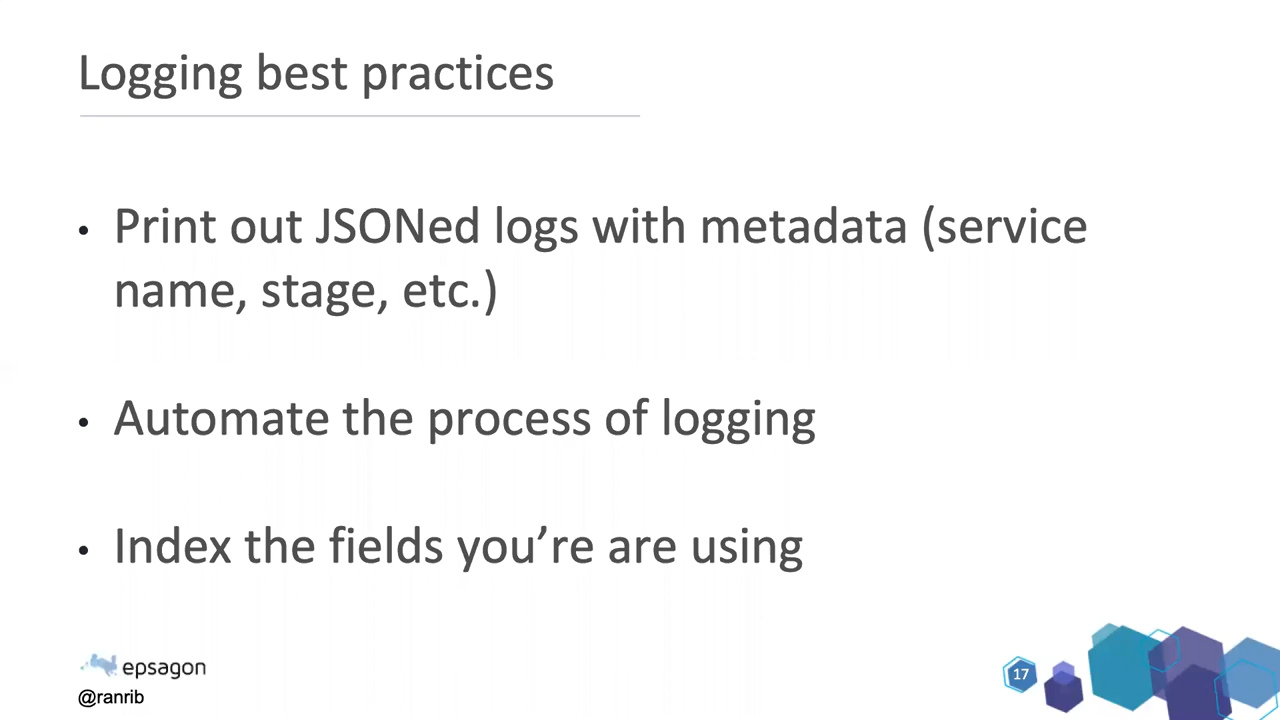 Logging best practices
• Print out JSONed logs with metadata (service
name, stage, etc.)
• Automate the process of logging
• Index the fields you’re are using
epsagon
@ranrib
17